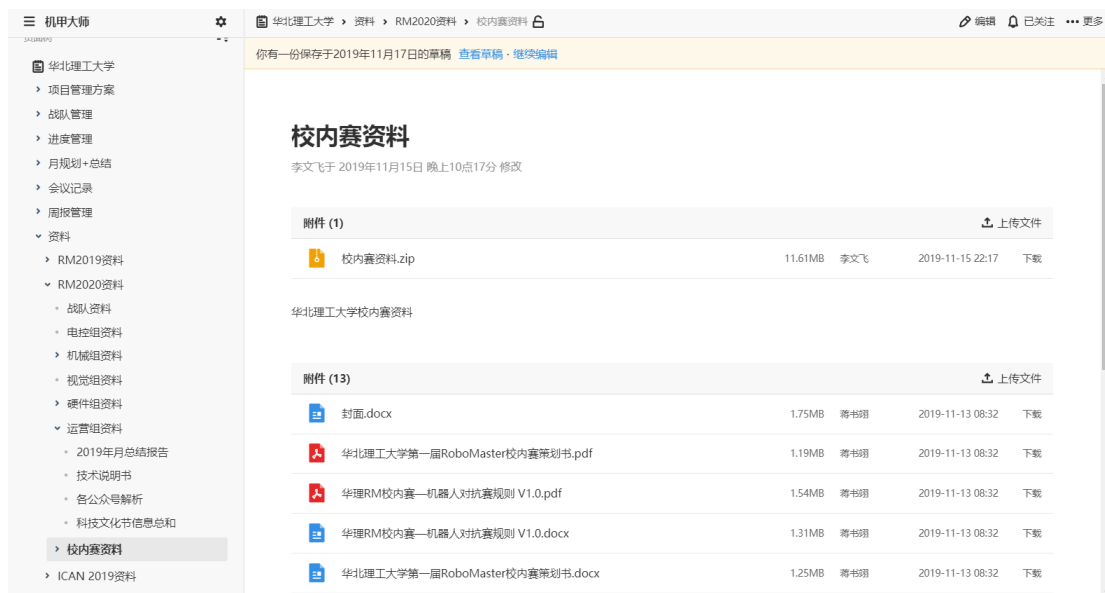 机甲大师
华北理工大学 › 资料 › RM2020资料 › 校内赛资料
编辑 已关注 ••• 更多
你有一份保存于2019年11月17日的草稿 查看草稿 · 继续编辑
华北理工大学
项目管理方案
战队管理
进度管理
月规划+总结
会议记录
周报管理
资料
RM2019资料
RM2020资料
战队资料
电控组资料
机械组资料
视觉组资料
硬件组资料
运营组资料
2019年月总结报告
技术说明书
各公众号解析
科技文化节信息总和
校内赛资料
ICAN 2019资料
校内赛资料
李文飞于 2019年11月15日 晚上10点17分 修改
附件 (1) 上传文件
校内赛资料.zip 11.61MB 李文飞 2019-11-15 22:17 下载
华北理工大学校内赛资料
附件 (13) 上传文件
封面.docx 1.75MB 蒋书翊 2019-11-13 08:32 下载
华北理工大学第一届RoboMaster校内赛策划书.pdf 1.19MB 蒋书翊 2019-11-13 08:32 下载
华理RM校内赛—机器人对抗赛规则 V1.0.pdf 1.54MB 蒋书翊 2019-11-13 08:32 下载
华理RM校内赛—机器人对抗赛规则 V1.0.docx 1.31MB 蒋书翊 2019-11-13 08:32 下载
华北理工大学第一届RoboMaster校内赛策划书.docx 1.25MB 蒋书翊 2019-11-13 08:32 下载